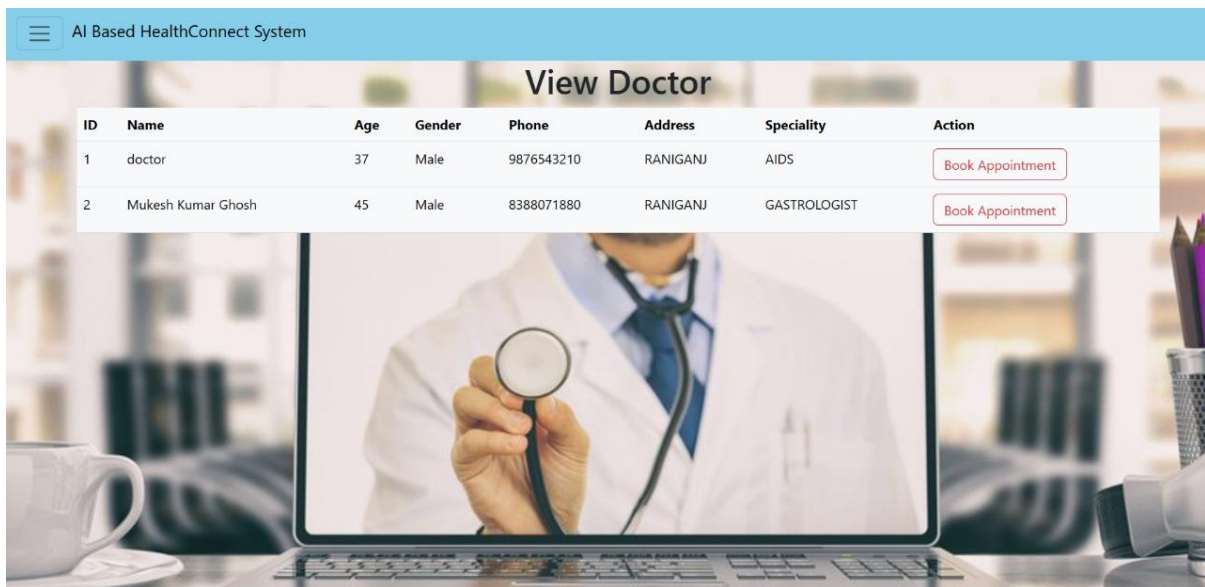 AI Based HealthConnect System
View Doctor
ID Name Age Gender Phone Address Speciality Action
1 doctor 37 Male 9876543210 RANIGANJ AIDS Book Appointment
2 Mukesh Kumar Ghosh 45 Male 8388071880 RANIGANJ GASTROLOGIST Book Appointment